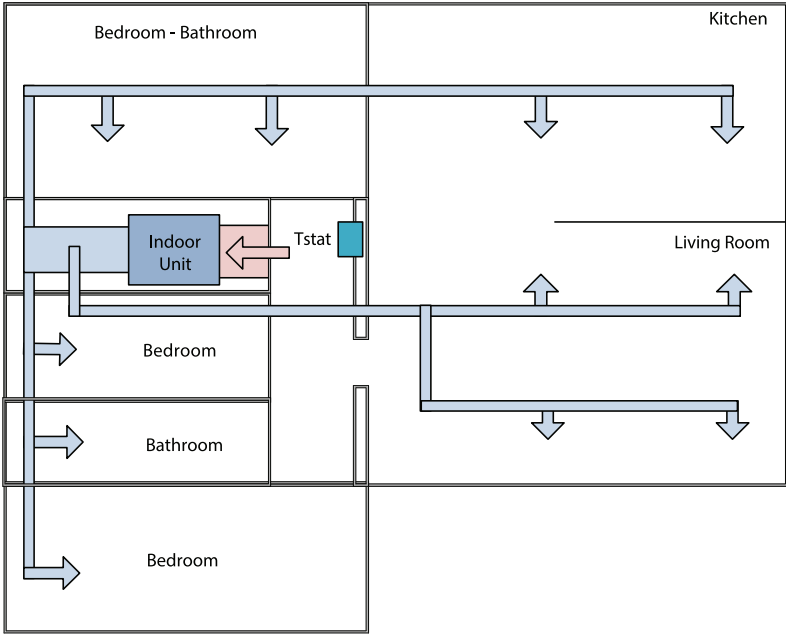 Bedroom - Bathroom
Kitchen
Indoor
Unit
Tstat
Living Room
Bedroom
Bathroom
Bedroom